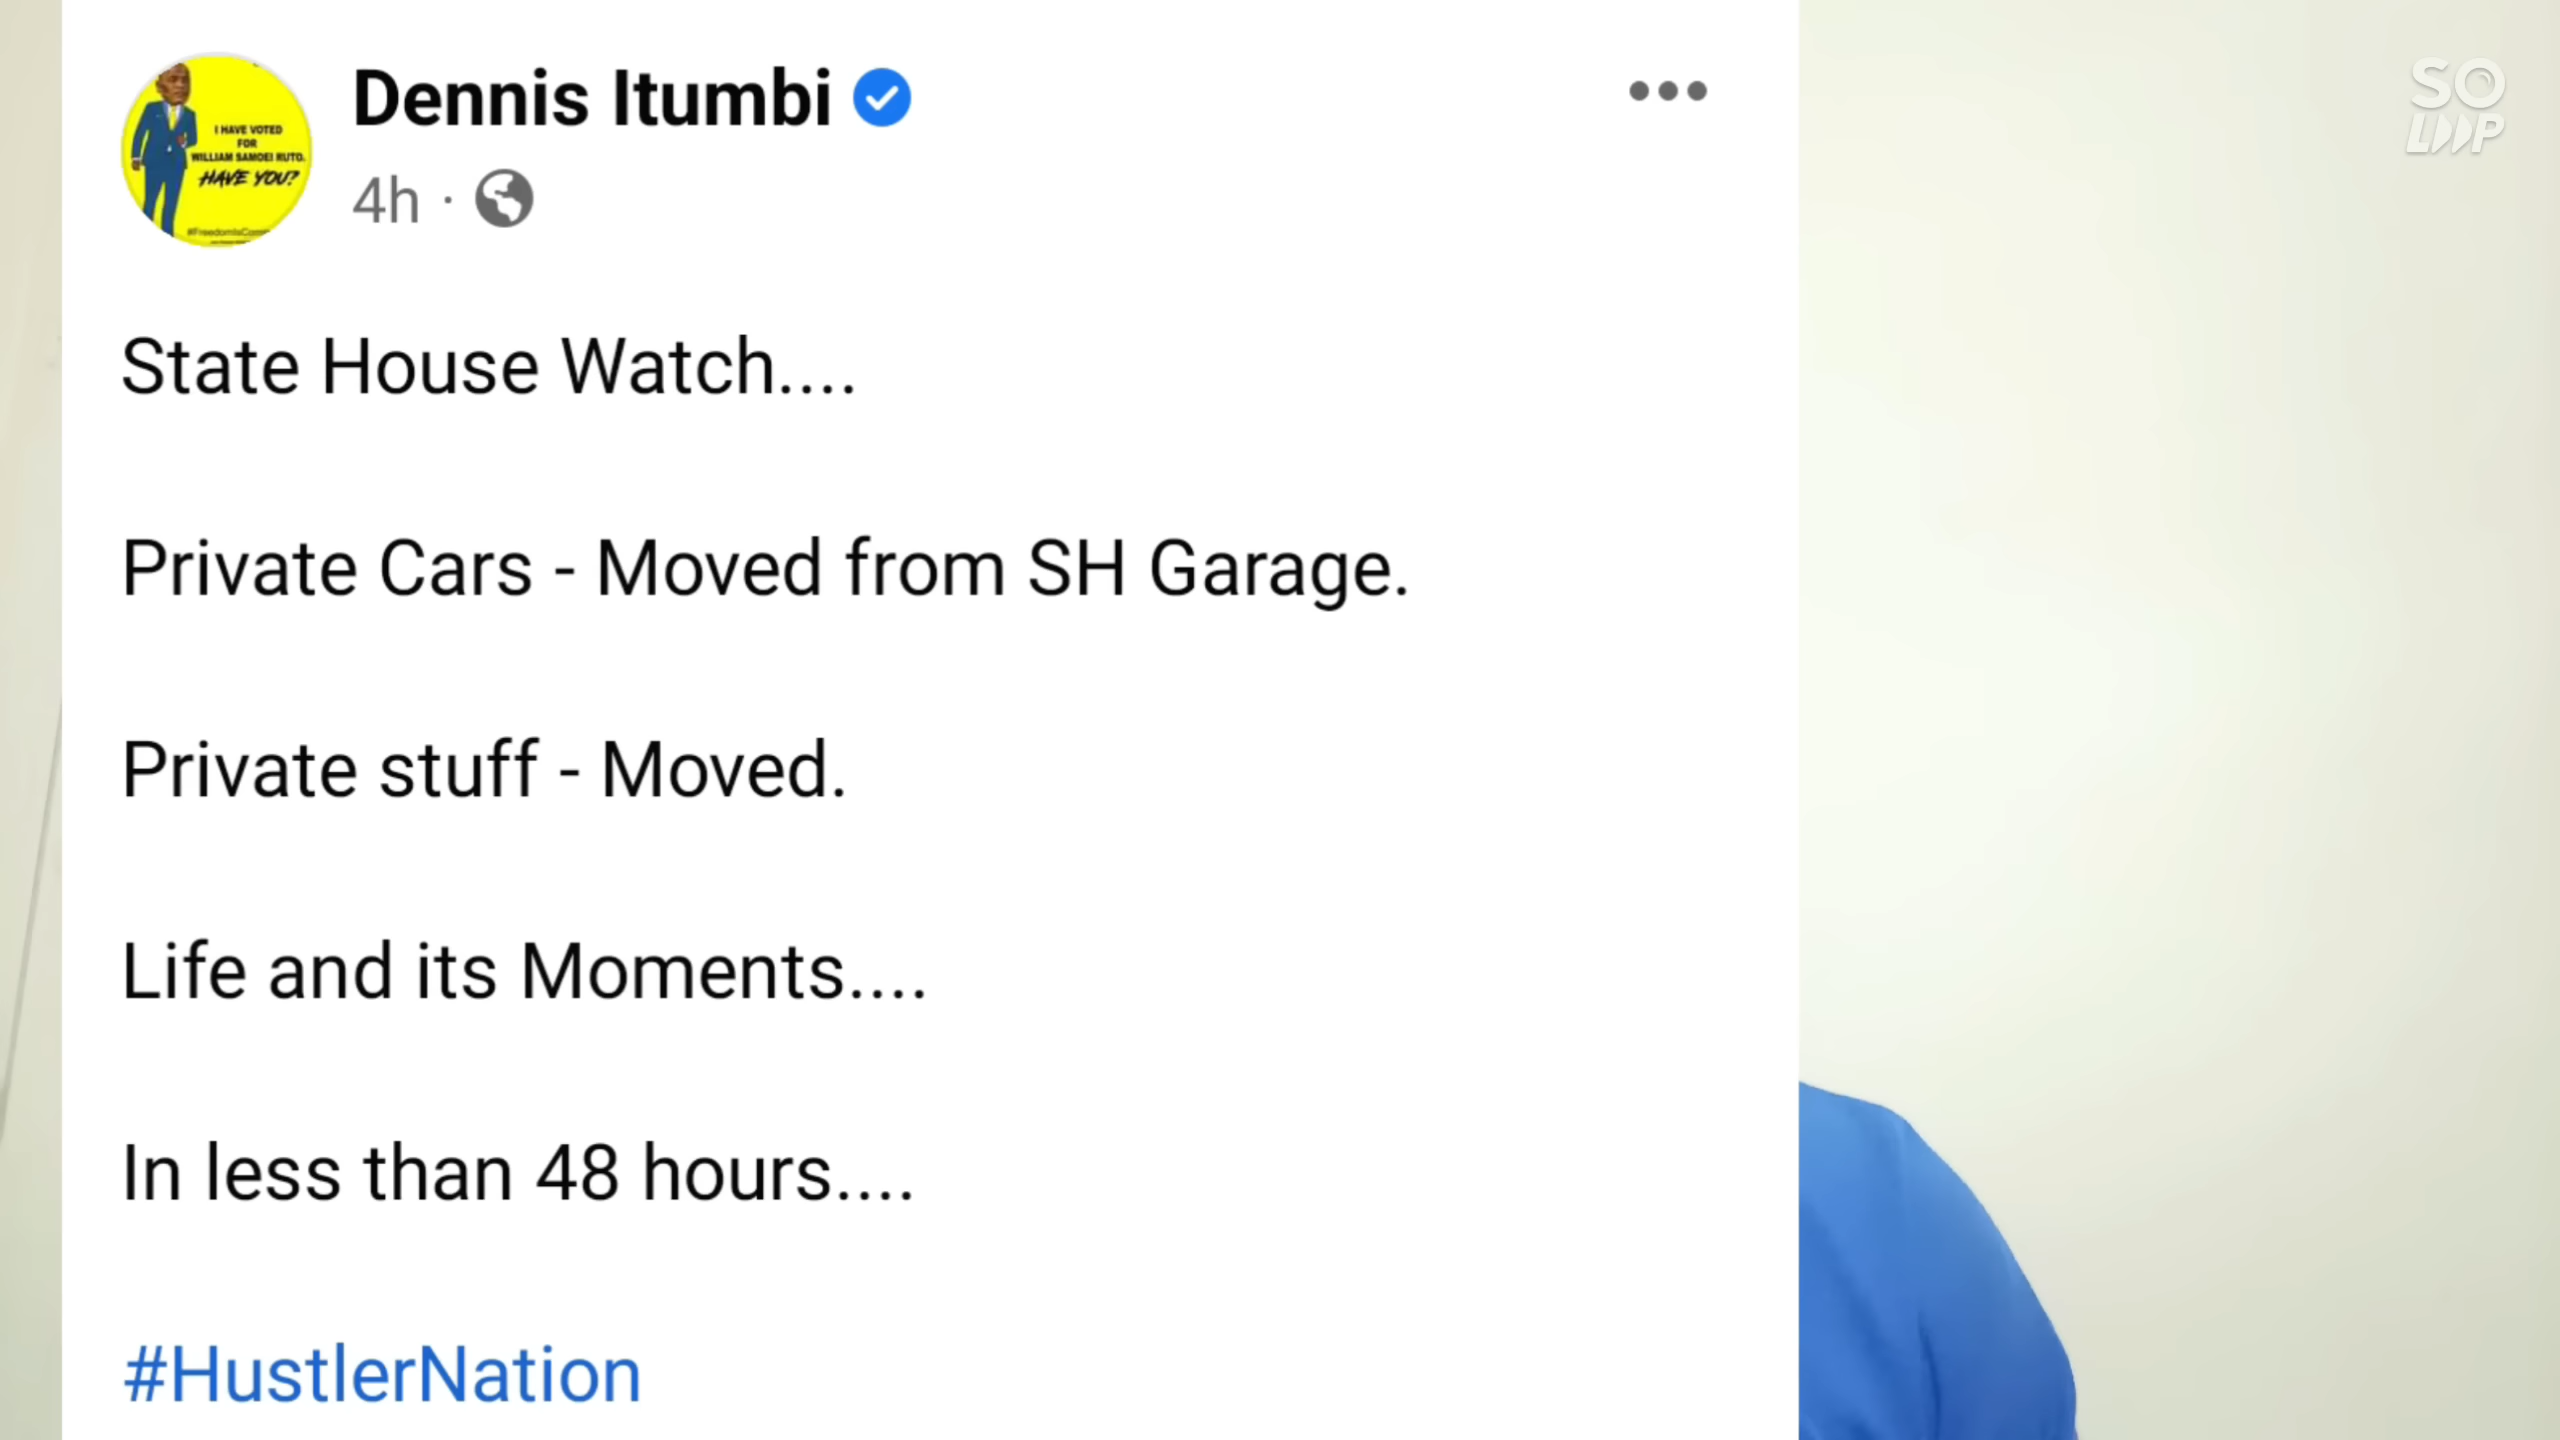 Dennis Itumbi
4h ·
I HAVE VOTED
FOR
WILLIAM SAMOEI RUTO.
HAVE YOU?
State House Watch....
Private Cars - Moved from SH Garage.
Private stuff - Moved.
Life and its Moments....
In less than 48 hours....
#HustlerNation
SO
LOOP